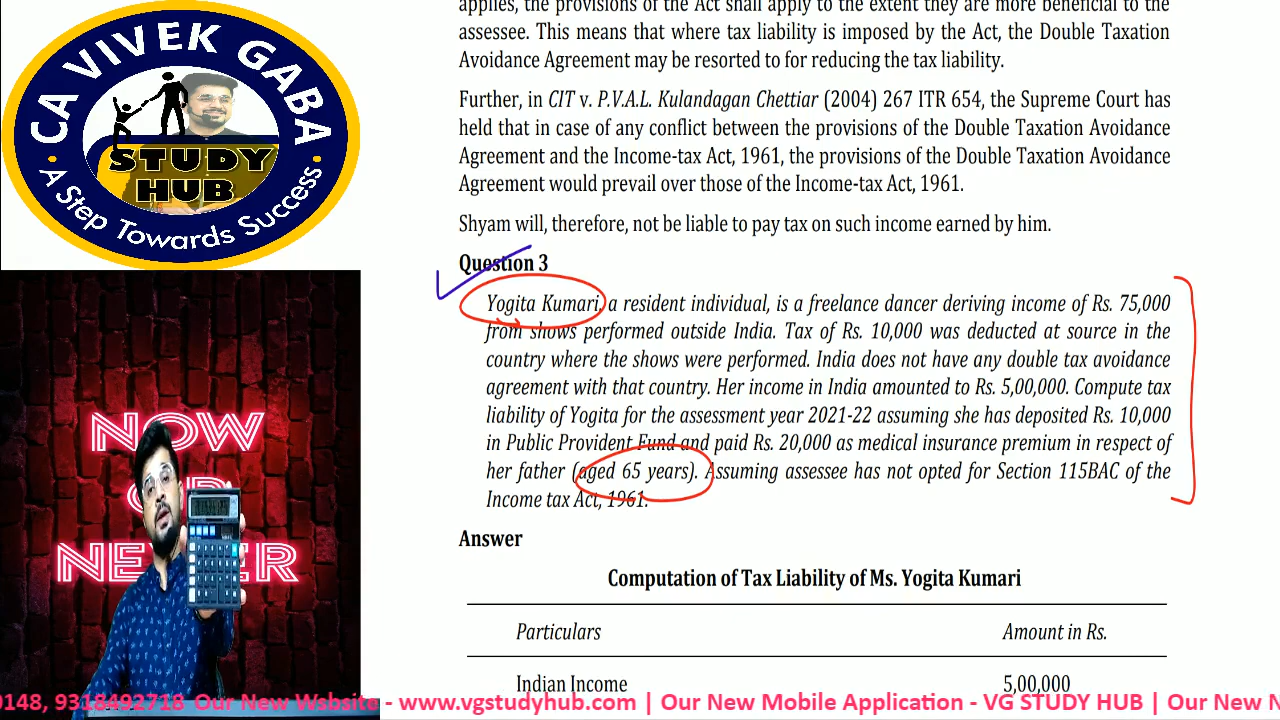 CA VIVEK GABA
STUDY
HUB
A Step Towards Success
NOW
OR
NEVER
applies, the provisions of the Act shall apply to the extent they are more beneficial to the
assessee. This means that where tax liability is imposed by the Act, the Double Taxation
Avoidance Agreement may be resorted to for reducing the tax liability.
Further, in CIT v. P.V.A.L. Kulandagan Chettiar (2004) 267 ITR 654, the Supreme Court has
held that in case of any conflict between the provisions of the Double Taxation Avoidance
Agreement and the Income-tax Act, 1961, the provisions of the Double Taxation Avoidance
Agreement would prevail over those of the Income-tax Act, 1961.
Shyam will, therefore, not be liable to pay tax on such income earned by him.
Question 3
Yogita Kumari, a resident individual, is a freelance dancer deriving income of Rs. 75,000
from shows performed outside India. Tax of Rs. 10,000 was deducted at source in the
country where the shows were performed. India does not have any double tax avoidance
agreement with that country. Her income in India amounted to Rs. 5,00,000. Compute tax
liability of Yogita for the assessment year 2021-22 assuming she has deposited Rs. 10,000
in Public Provident Fund and paid Rs. 20,000 as medical insurance premium in respect of
her father (aged 65 years). Assuming assessee has not opted for Section 115BAC of the
Income tax Act, 1961.
Answer
Computation of Tax Liability of Ms. Yogita Kumari
Particulars Amount in Rs.
Indian Income 5,00,000
0148, 9318492718 Our New Wsbsite - www.vgstudyhub.com | Our New Mobile Application - VG STUDY HUB | Our New